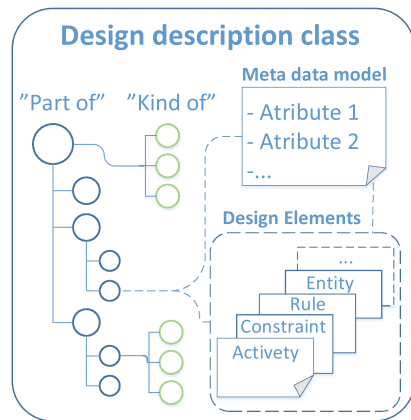 Design description class
Meta data model
”Part of” ”Kind of”
- Atribute 1
- Atribute 2
-...
Design Elements
...
Entity
Rule
Constraint
Activety